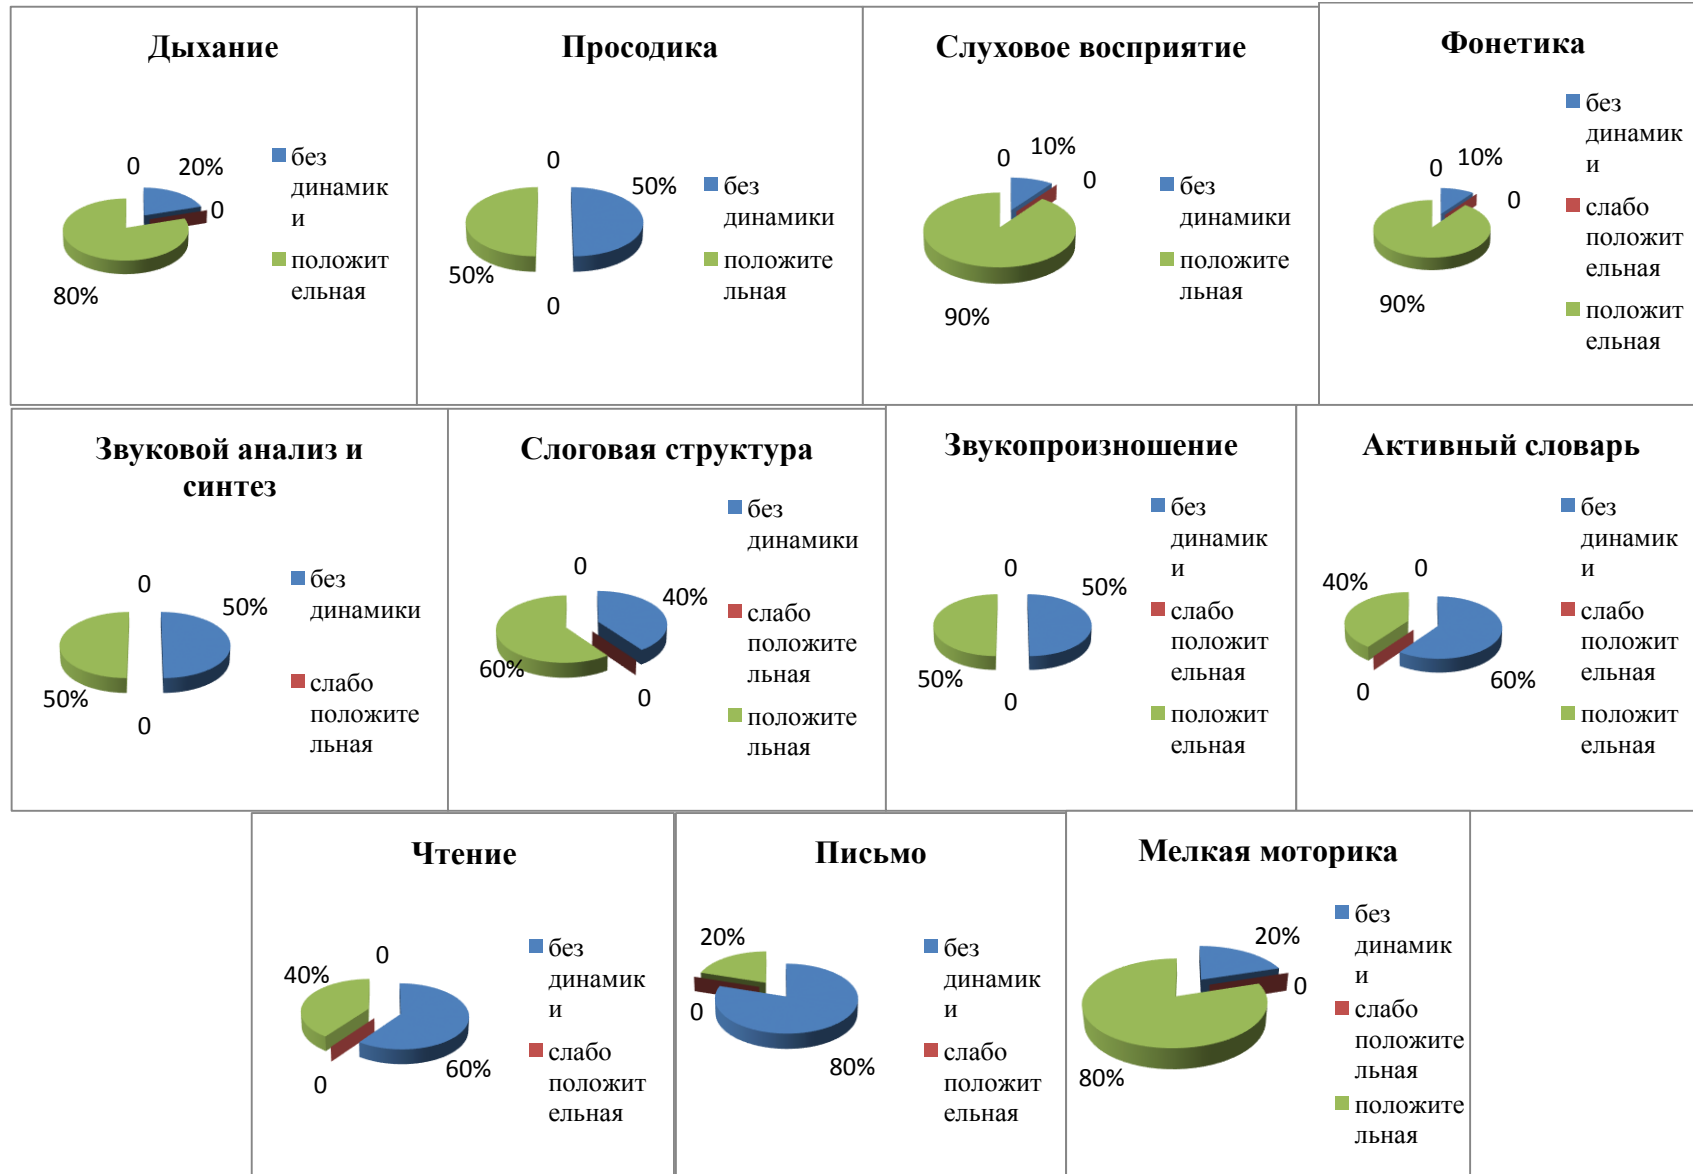 Дыхание
0
20%
0
80%
без
динамик
и
положит
ельная
Просодика
0
50%
50%
0
без
динамики
положите
льная
Слуховое восприятие
0
10%
0
90%
без
динамики
положите
льная
Фонетика
0
10%
0
90%
без
динамик
и
слабо
положит
ельная
положит
ельная
Звуковой анализ и
синтез
0
50%
50%
0
без
динамики
слабо
положите
льная
Слоговая структура
0
40%
60%
0
без
динамики
слабо
положите
льная
положите
льная
Звукопроизношение
0
50%
50%
0
без
динамик
и
слабо
положит
ельная
положит
ельная
Активный словарь
0
40%
0
60%
без
динамик
и
слабо
положит
ельная
положит
ельная
Чтение
0
40%
60%
0
без
динамик
и
слабо
положит
ельная
Письмо
20%
0
80%
без
динамик
и
слабо
положит
ельная
Мелкая моторика
20%
0
80%
без
динамик
и
слабо
положите
льная
положите
льная